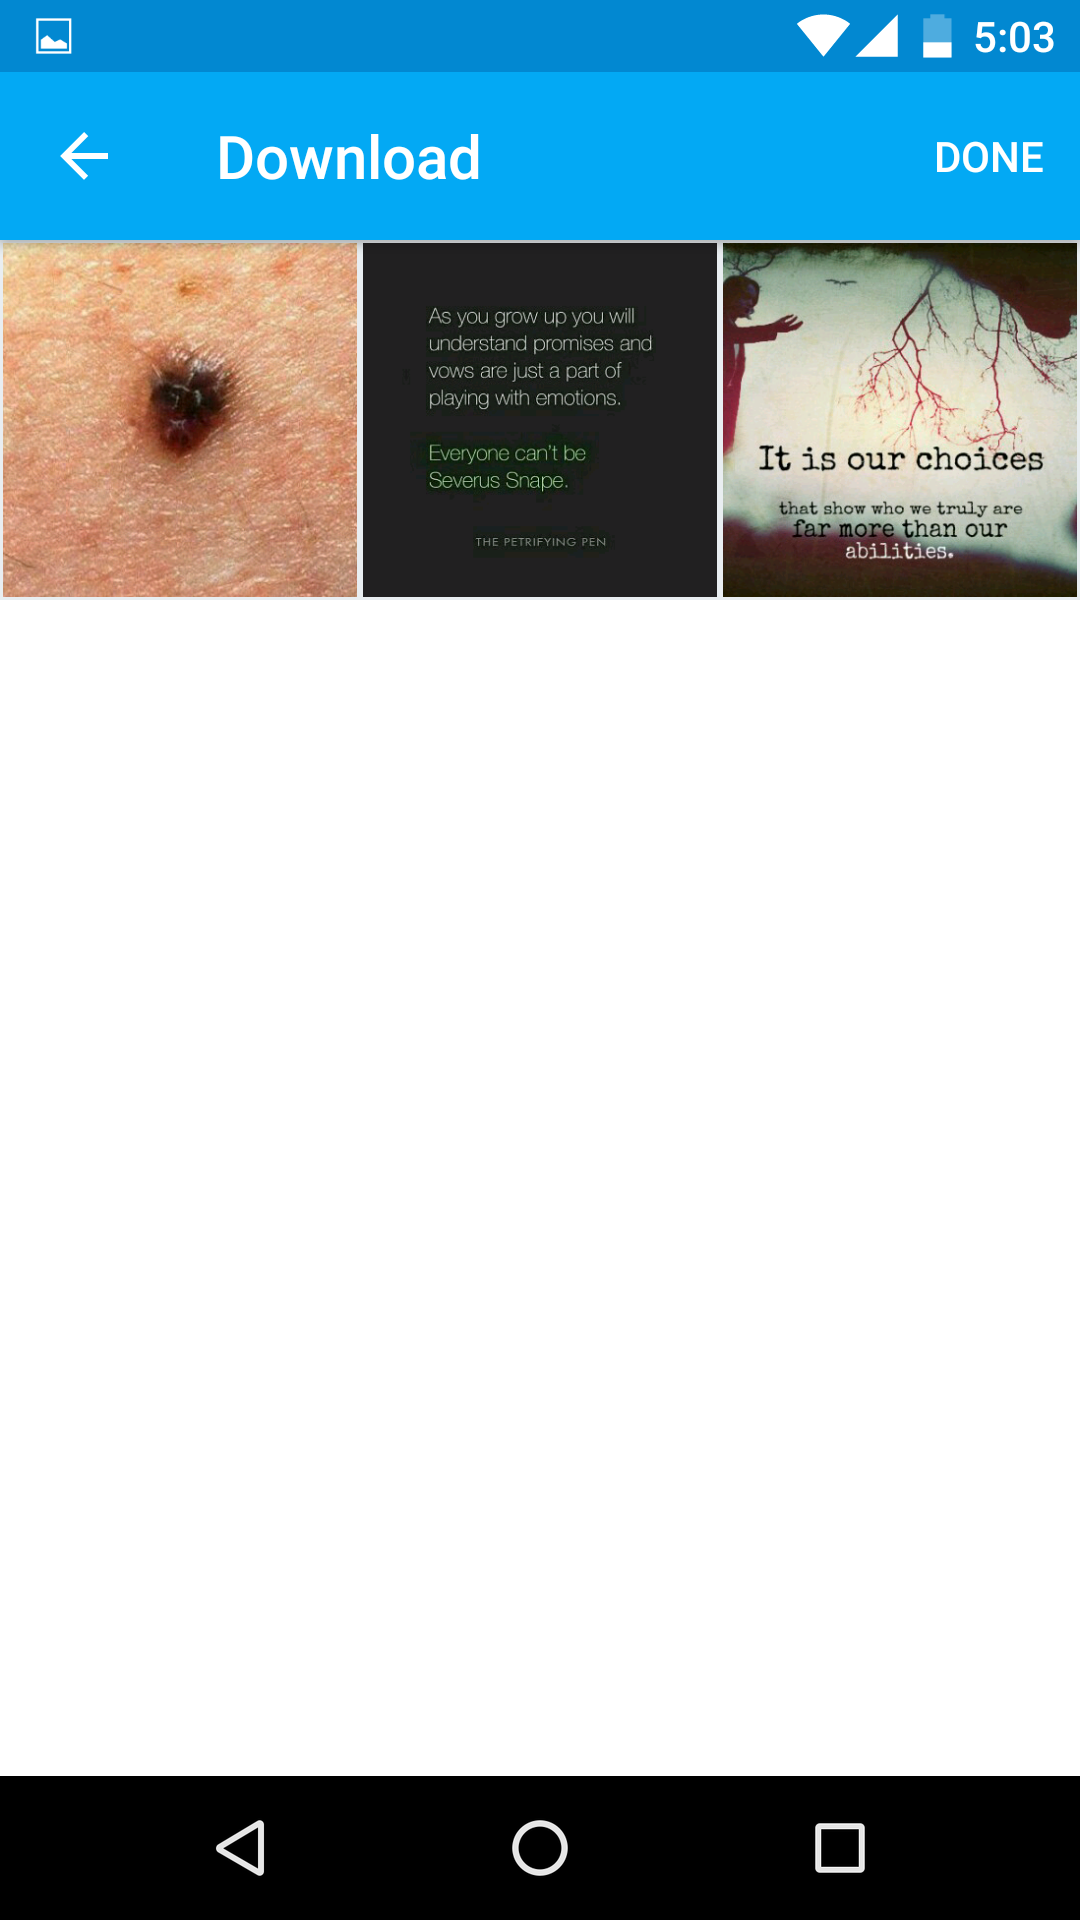 5:03
Download
DONE
As you grow up you will
understand promises and
vows are just a part of
playing with emotions.
Everyone can't be
Severus Snape.
THE PETRIFYING PEN
It is our choices
that show who we truly are
far more than our
abilities.